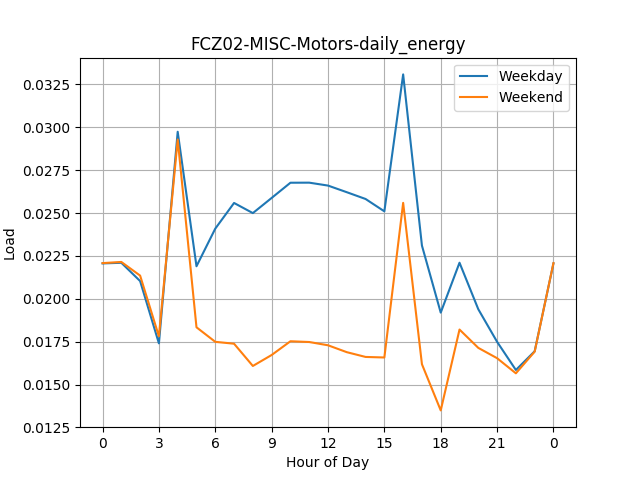 FCZ02-MISC-Motors-daily_energy
Weekday
Weekend
Load
0.0325
0.0300
0.0275
0.0250
0.0225
0.0200
0.0175
0.0150
0.0125
0 3 6 9 12 15 18 21 0
Hour of Day